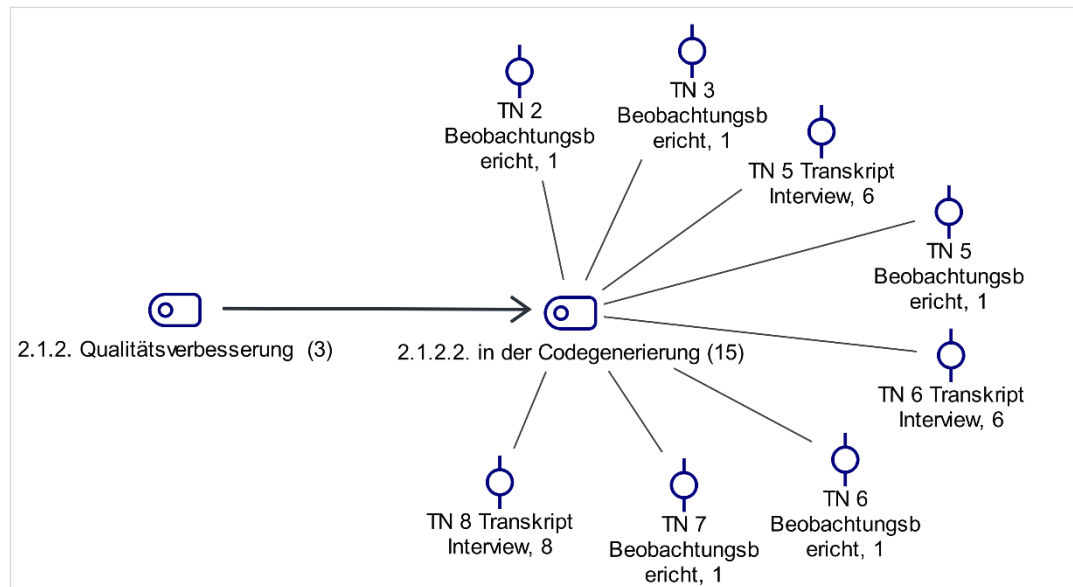 TN 2
Beobachtungsb
ericht, 1
TN 3
Beobachtungsb
ericht, 1
TN 5 Transkript
Interview, 6
TN 5
Beobachtungsb
ericht, 1
2.1.2. Qualitätsverbesserung (3)
2.1.2.2. in der Codegenerierung (15)
TN 6 Transkript
Interview, 6
TN 8 Transkript
Interview, 8
TN 7
Beobachtungsb
ericht, 1
TN 6
Beobachtungsb
ericht, 1